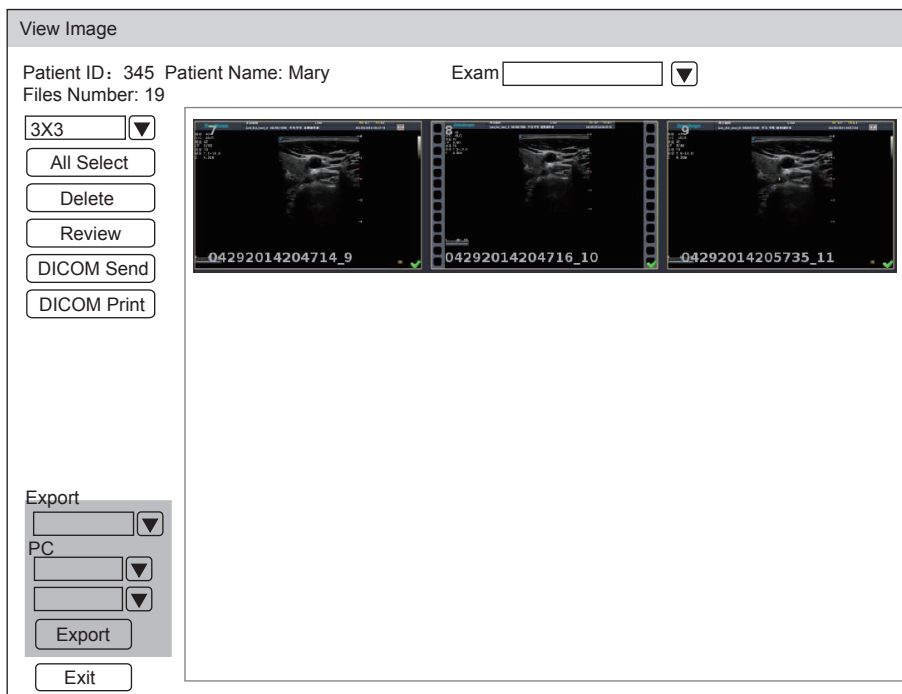 View Image
Patient ID：345 Patient Name: Mary
Exam
Files Number: 19
3X3
All Select
Delete
Review
DICOM Send
DICOM Print
7
8
9
04292014204714_9
04292014204716_10
04292014205735_11
Export
PC
Export
Exit